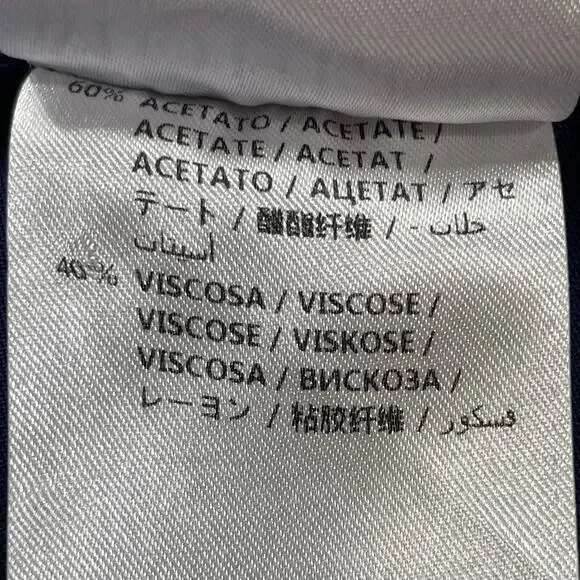 60% ACETATO / ACETATE /
ACETATE / ACETAT /
ACETATO / АЦЕТАТ / アセ
テート / 醋酯纤维 / - خلات
أسيتات
40% VISCOSA / VISCOSE /
VISCOSE / VISKOSE /
VISCOSA / ВИСКОЗА /
レーヨン / 粘胶纤维 / فسكوز